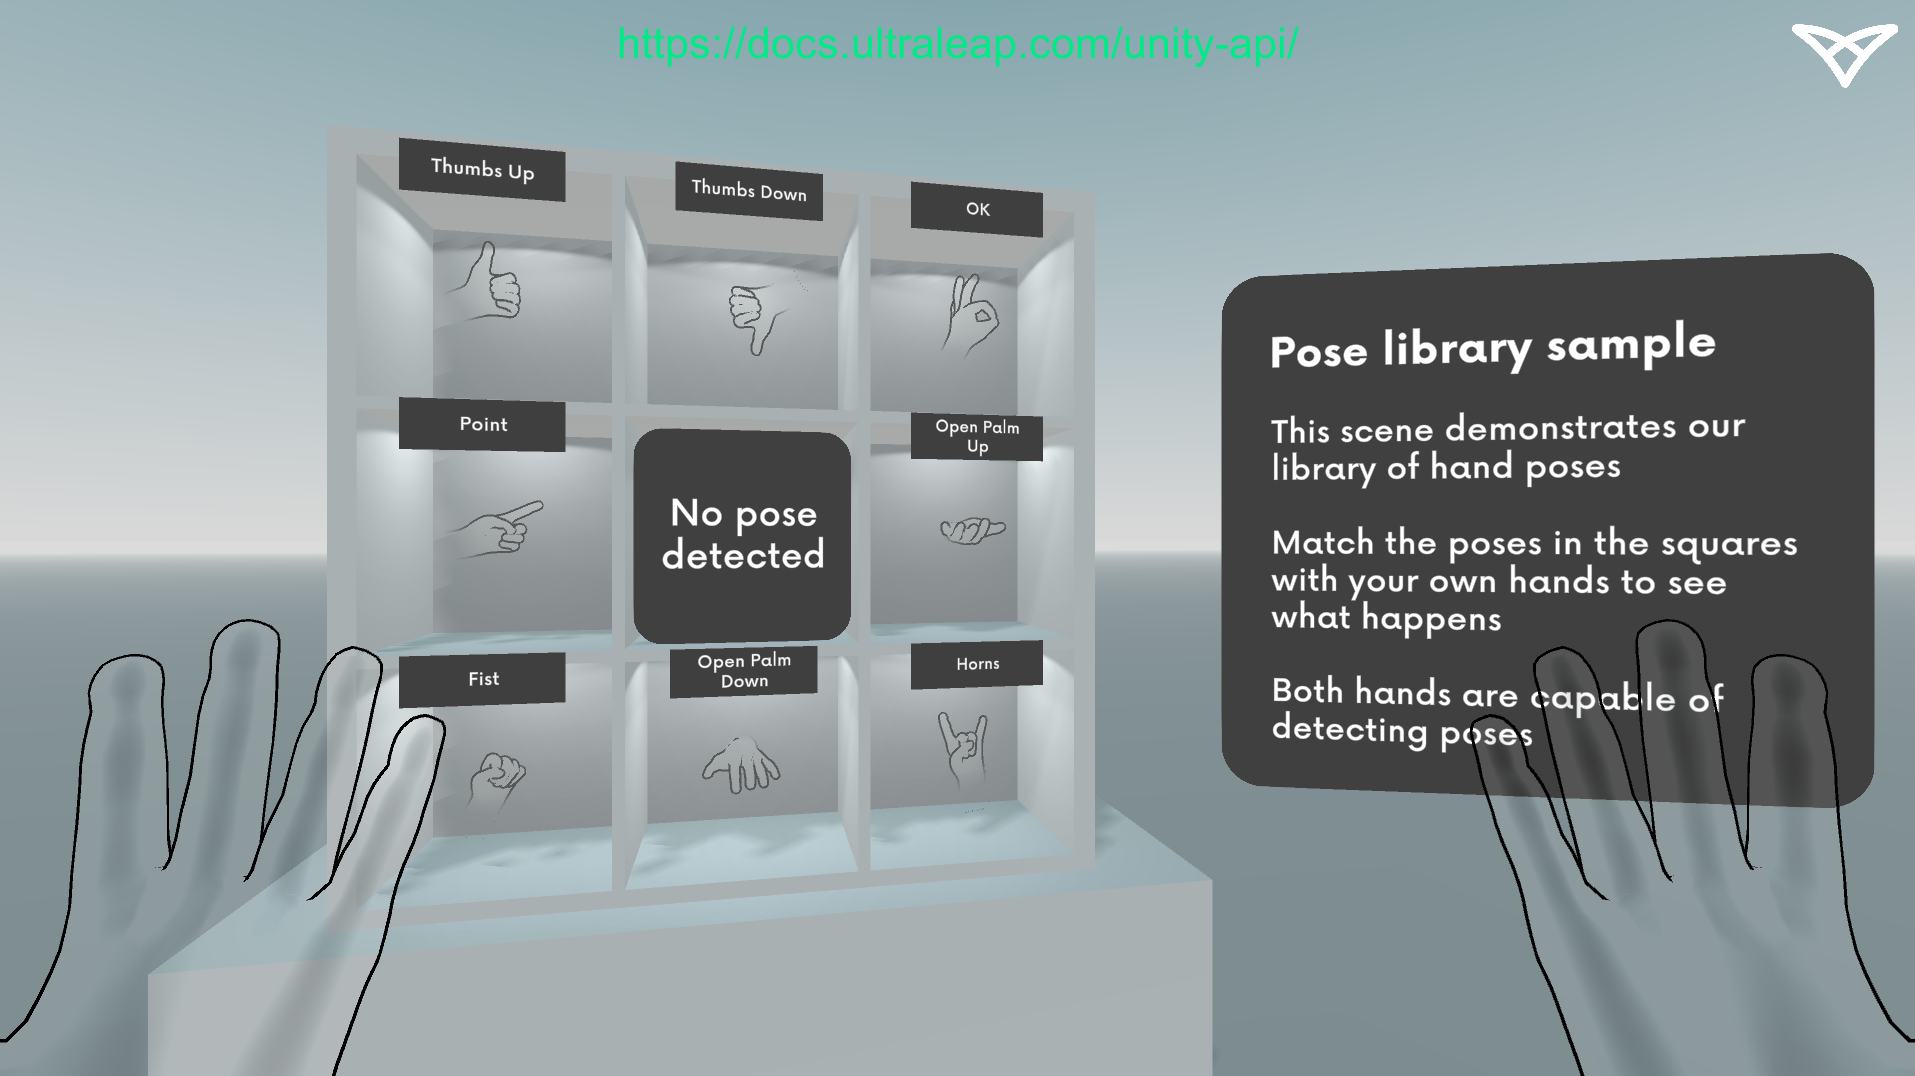 https://docs.ultraleap.com/unity-api/
Thumbs Up
Thumbs Down
OK
Point
No pose
detected
Open Palm
Up
Fist
Open Palm
Down
Horns
Pose library sample
This scene demonstrates our
library of hand poses
Match the poses in the squares
with your own hands to see
what happens
Both hands are capable of
detecting poses